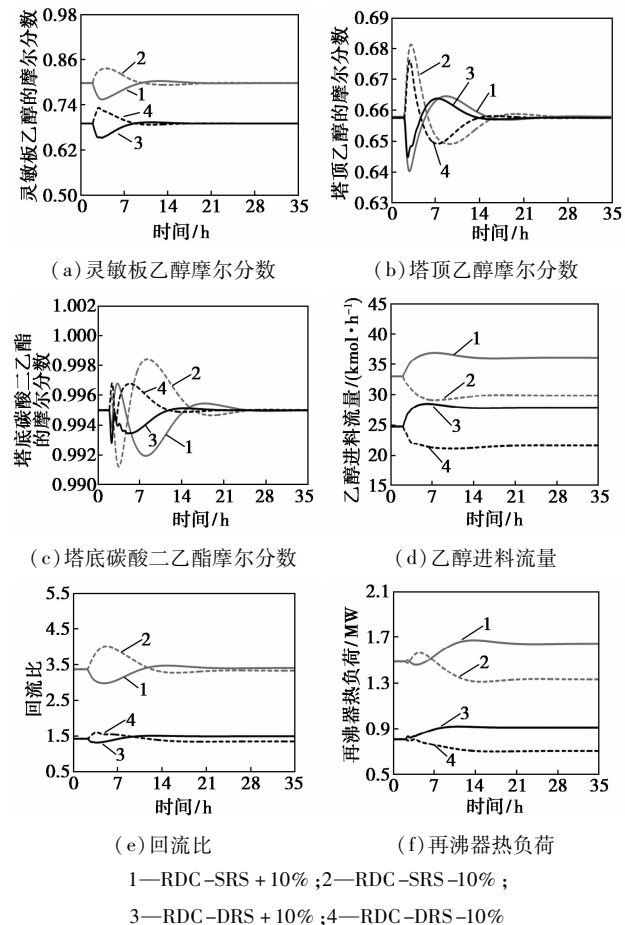 灵敏板乙醇的摩尔分数
0.98
0.86
0.74
0.62
0.50
2
1
4
3
0 7 14 21 28 35
时间/h
(a)灵敏板乙醇摩尔分数
塔顶乙醇的摩尔分数
0.69
0.68
0.67
0.66
0.65
0.64
0.63
2
3
1
4
0 7 14 21 28 35
时间/h
(b)塔顶乙醇摩尔分数
塔底碳酸二乙酯
的摩尔分数
1.002
1.000
0.998
0.996
0.994
0.992
0.990
2
4
3
1
0 7 14 21 28 35
时间/h
(c)塔底碳酸二乙酯摩尔分数
乙醇进料流量/(kmol·h⁻¹)
45
40
35
30
25
20
15
1
2
3
4
0 7 14 21 28 35
时间/h
(d)乙醇进料流量
回流比
5.5
4.5
3.5
2.5
1.5
0.5
2
1
4
3
0 7 14 21 28 35
时间/h
(e)回流比
再沸器热负荷/MW
2.1
1.7
1.3
0.9
0.5
1
2
3
4
0 7 14 21 28 35
时间/h
(f)再沸器热负荷
1—RDC-SRS+10%;2—RDC-SRS-10%;
3—RDC-DRS+10%;4—RDC-DRS-10%